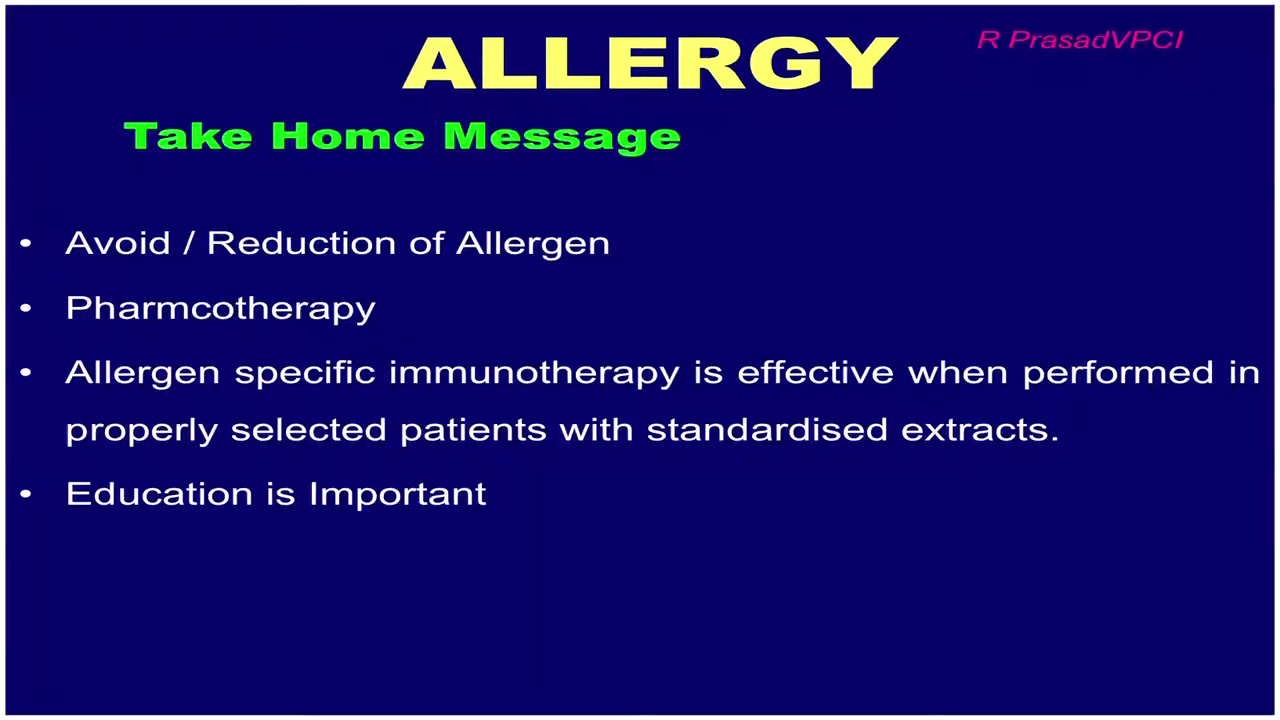 ALLERGY
R PrasadVPCI
Take Home Message
• Avoid / Reduction of Allergen
• Pharmcotherapy
• Allergen specific immunotherapy is effective when performed in
properly selected patients with standardised extracts.
• Education is Important